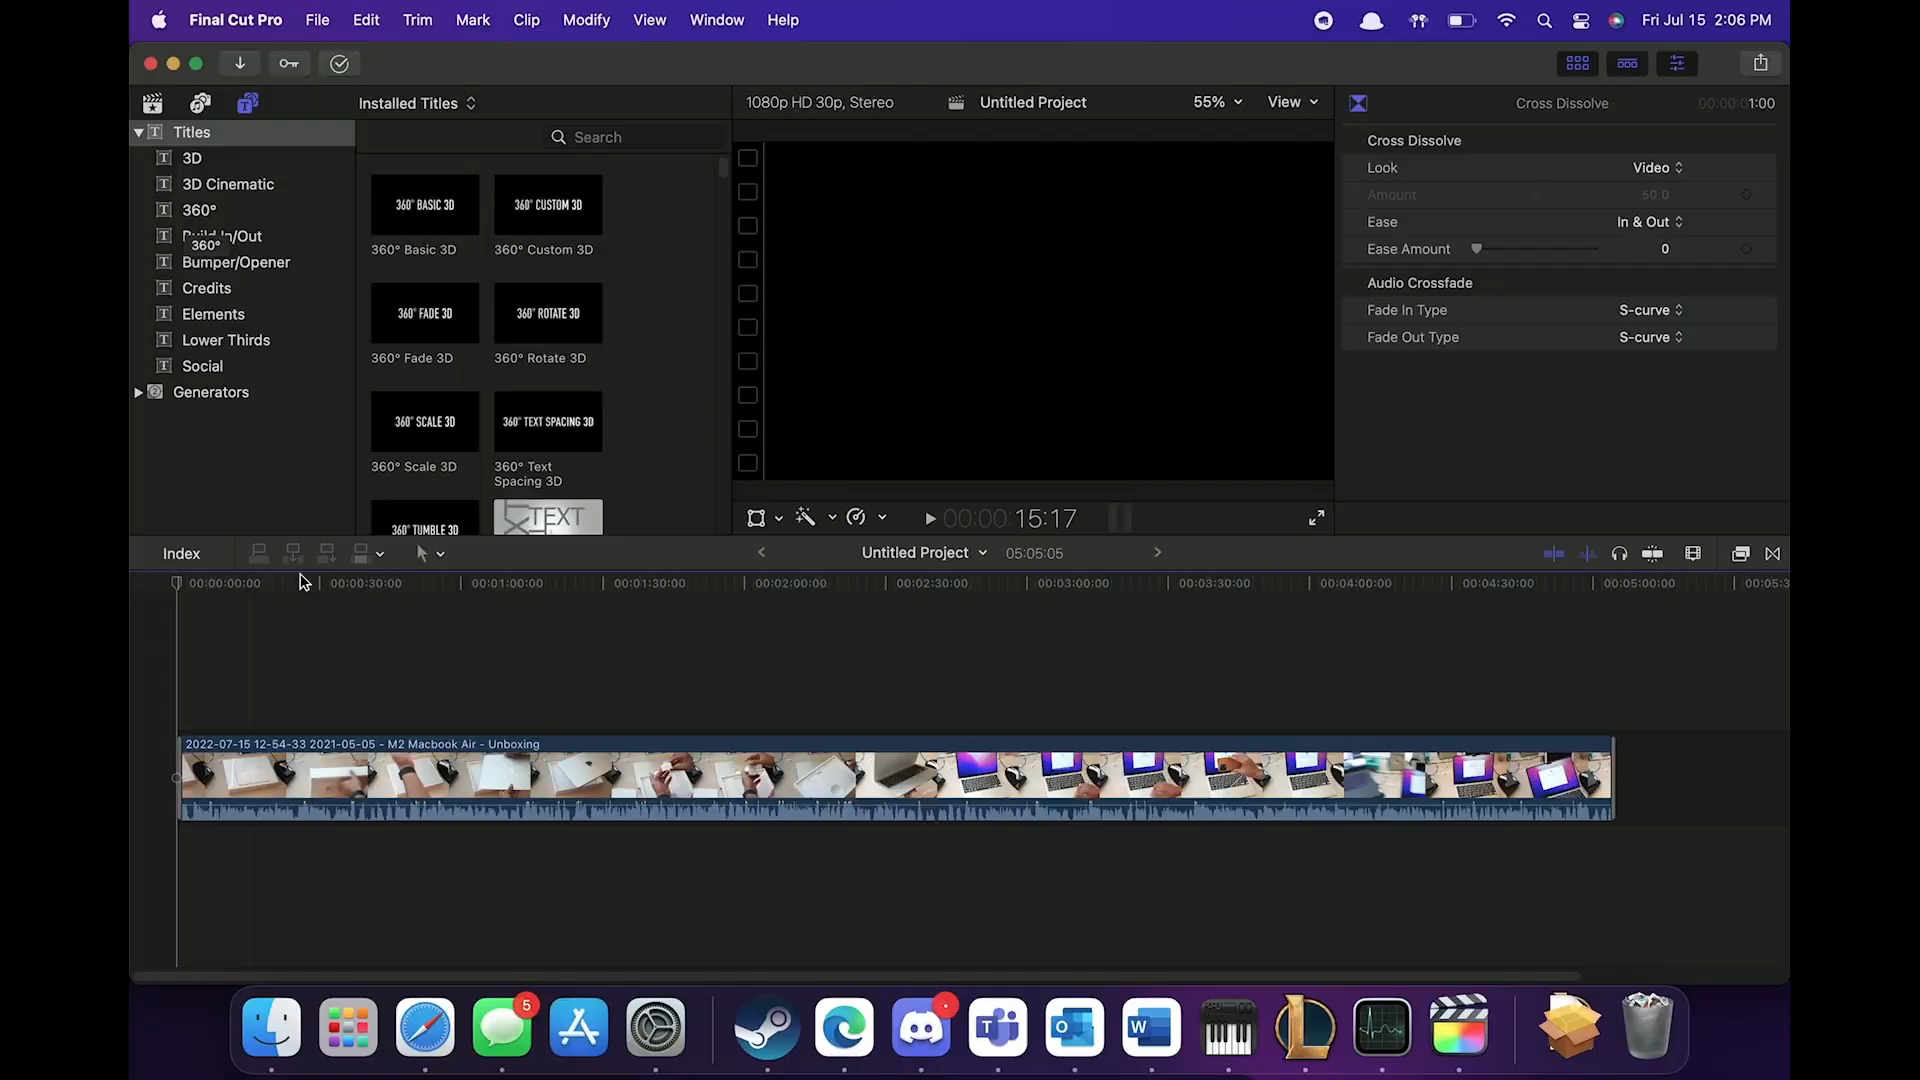 Final Cut Pro File Edit Trim Mark Clip Modify View Window Help Fri Jul 15 2:06 PM
Installed Titles
1080p HD 30p, Stereo Untitled Project 55% View
Cross Dissolve 00:00:01:00
Titles
Search
3D
3D Cinematic
360°
360°
Bumper/Opener
Credits
Elements
Lower Thirds
Social
Generators
360° BASIC 3D 360° CUSTOM 3D
360° Basic 3D 360° Custom 3D
360° FADE 3D 360° ROTATE 3D
360° Fade 3D 360° Rotate 3D
360° SCALE 3D 360° TEXT SPACING 3D
360° Scale 3D 360° Text
Spacing 3D
360° TUMBLE 3D TEXT
Cross Dissolve
Look Video
Amount 50.0
Ease In & Out
Ease Amount 0
Audio Crossfade
Fade In Type S-curve
Fade Out Type S-curve
00:00:15:17
Index Untitled Project 05:05:05
00:00:00:00 00:00:30:00 00:01:00:00 00:01:30:00 00:02:00:00 00:02:30:00 00:03:00:00 00:03:30:00 00:04:00:00 00:04:30:00 00:05:00:00 00:05:3
2022-07-15 12-54-33 2021-05-05 - M2 Macbook Air - Unboxing
5